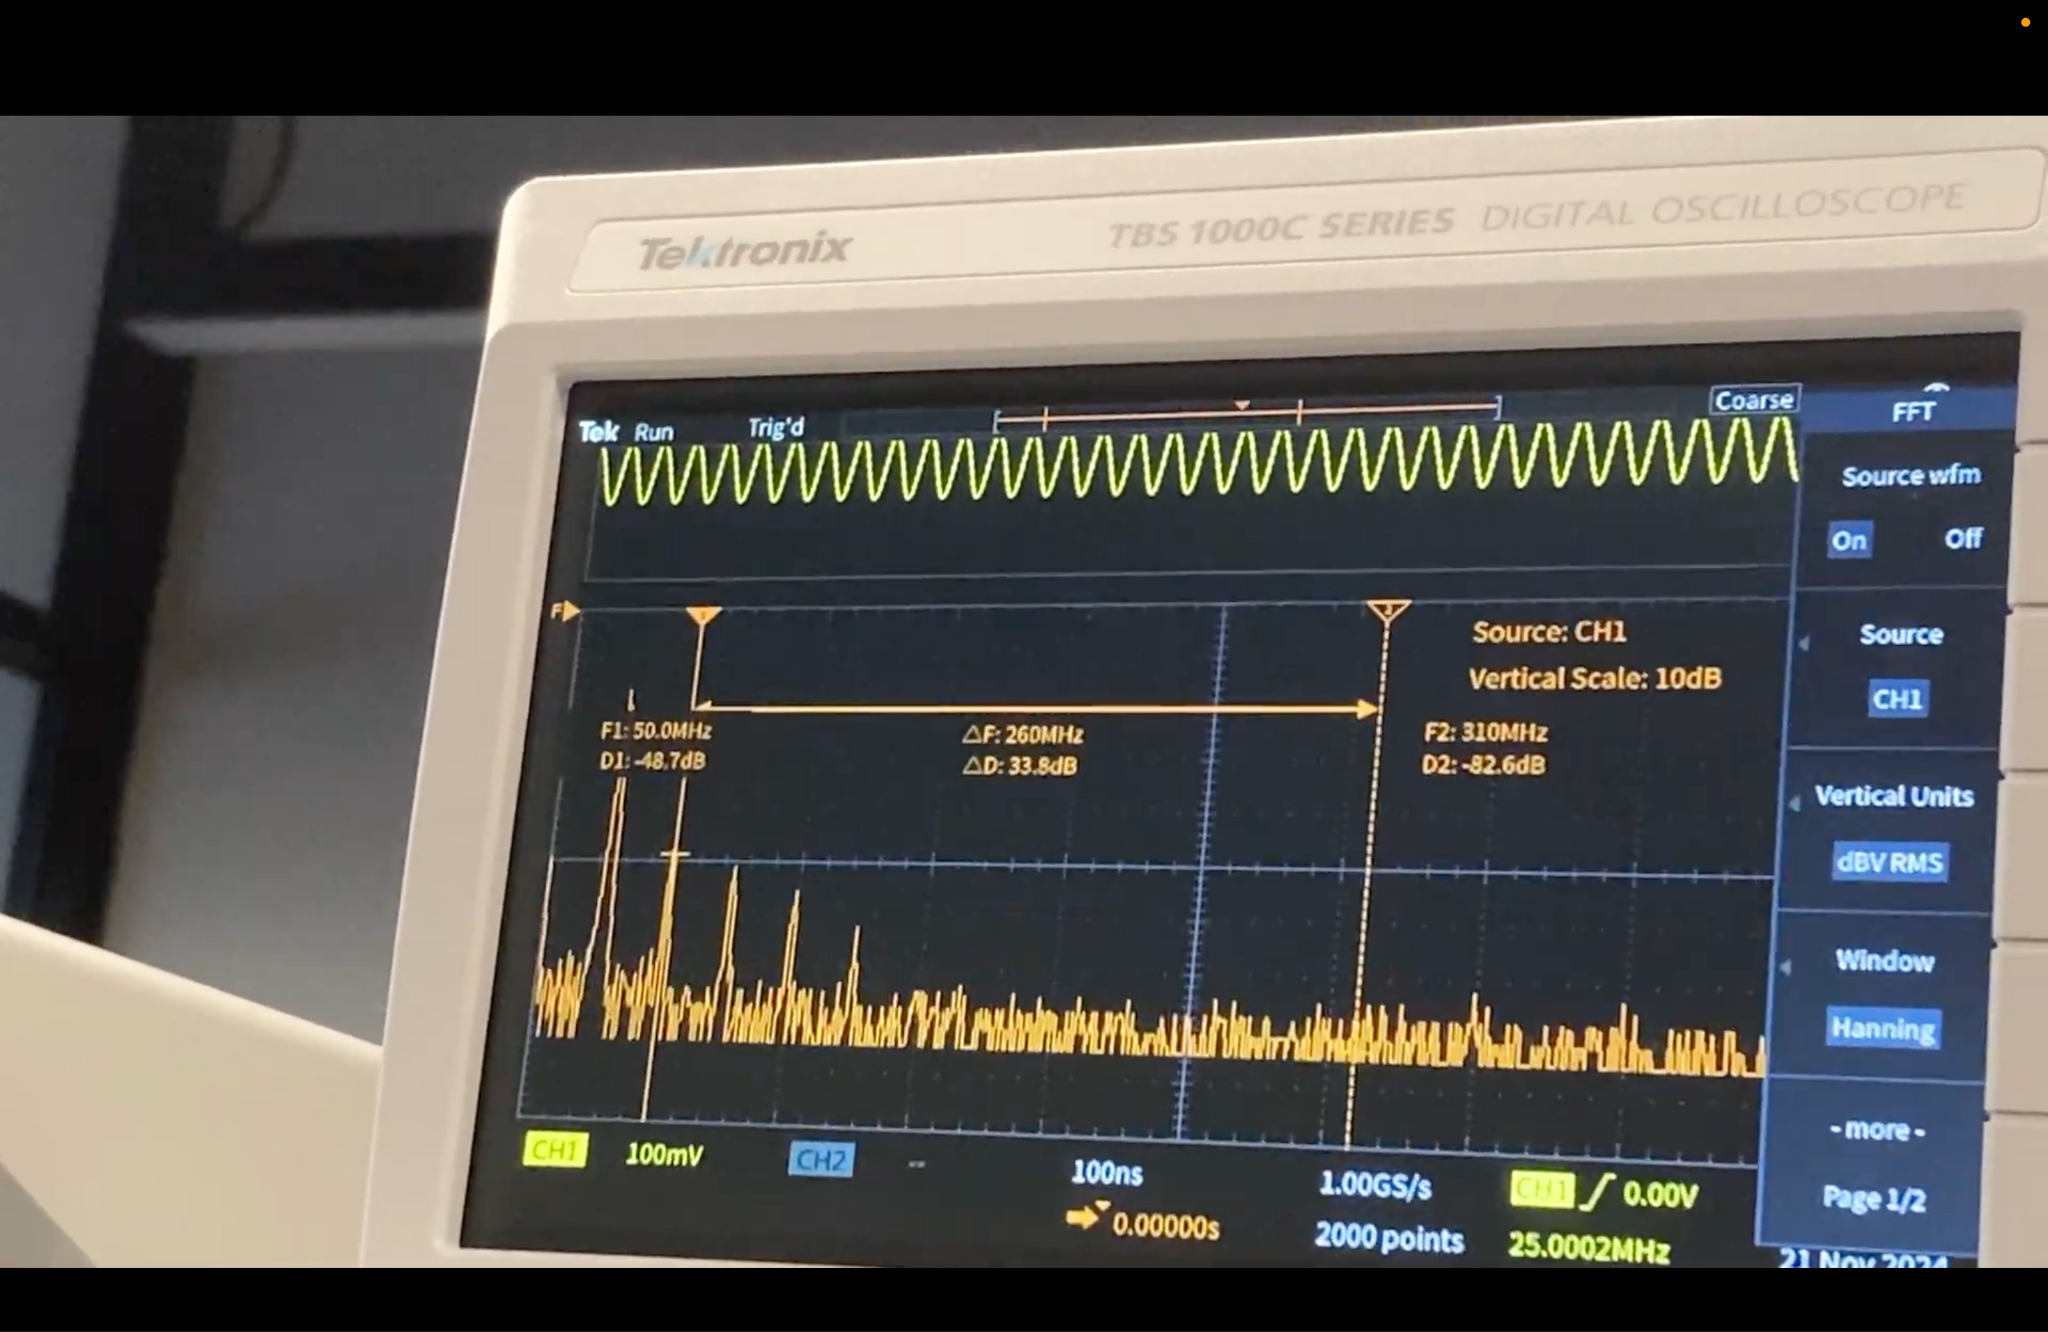 Tektronix
TBS 1000C SERIES DIGITAL OSCILLOSCOPE
Tek Run Trig'd
Coarse
FFT
Source wfm
On Off
F
Source: CH1
Vertical Scale: 10dB
Source
CH1
F1: 50.0MHz
D1: -48.7dB
△F: 260MHz
△D: 33.8dB
F2: 310MHz
D2: -82.6dB
Vertical Units
dBV RMS
Window
Hanning
- more -
Page 1/2
CH1 100mV
CH2 --
100ns
0.00000s
1.00GS/s
2000 points
CH1 0.00V
25.0002MHz
21 Nov 2024